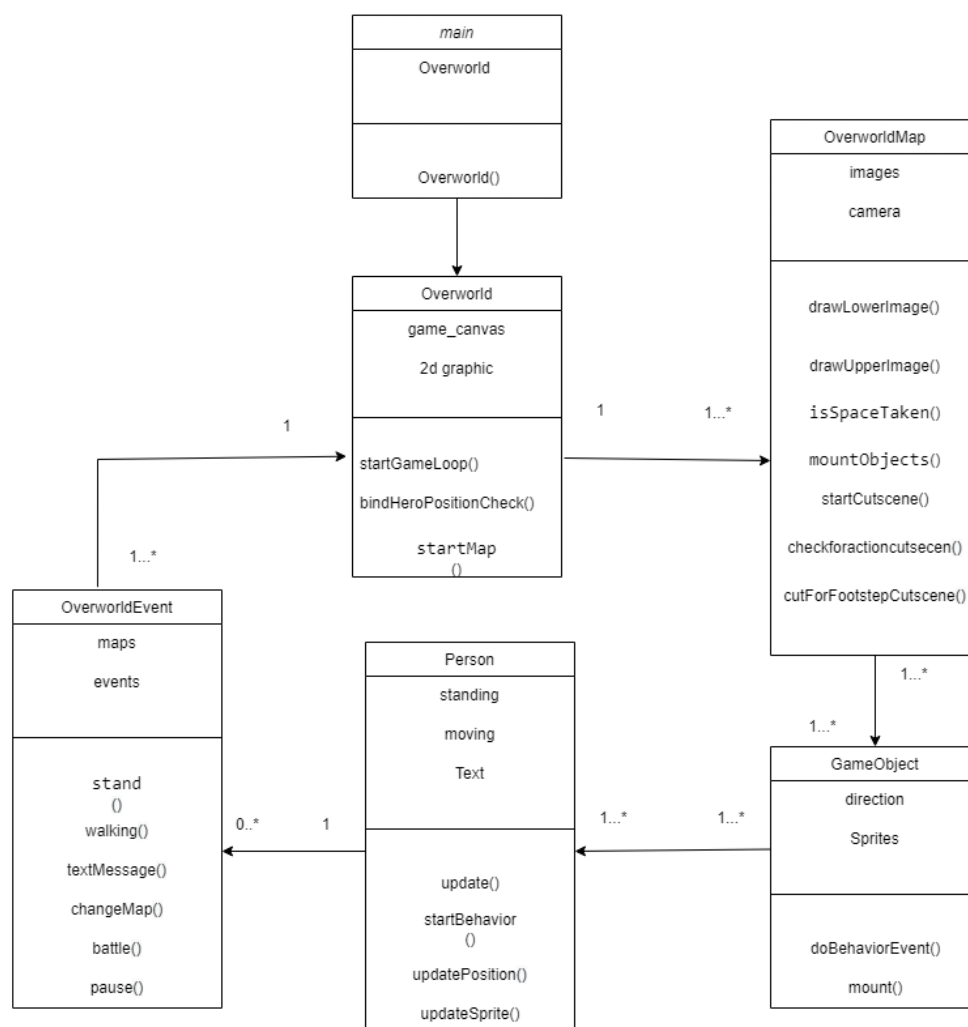 main
Overworld
Overworld()
OverworldMap
images
camera
drawLowerImage()
drawUpperImage()
isSpaceTaken()
mountObjects()
startCutscene()
checkforactioncutsecen()
cutForFootstepCutscene()
Overworld
game_canvas
2d graphic
startGameLoop()
bindHeroPositionCheck()
startMap
()
1
1
1...*
1...*
OverworldEvent
maps
events
stand
()
walking()
textMessage()
changeMap()
battle()
pause()
0..*
1
Person
standing
moving
Text
update()
startBehavior
()
updatePosition()
updateSprite()
1...*
1...*
1...*
1...*
GameObject
direction
Sprites
doBehaviorEvent()
mount()